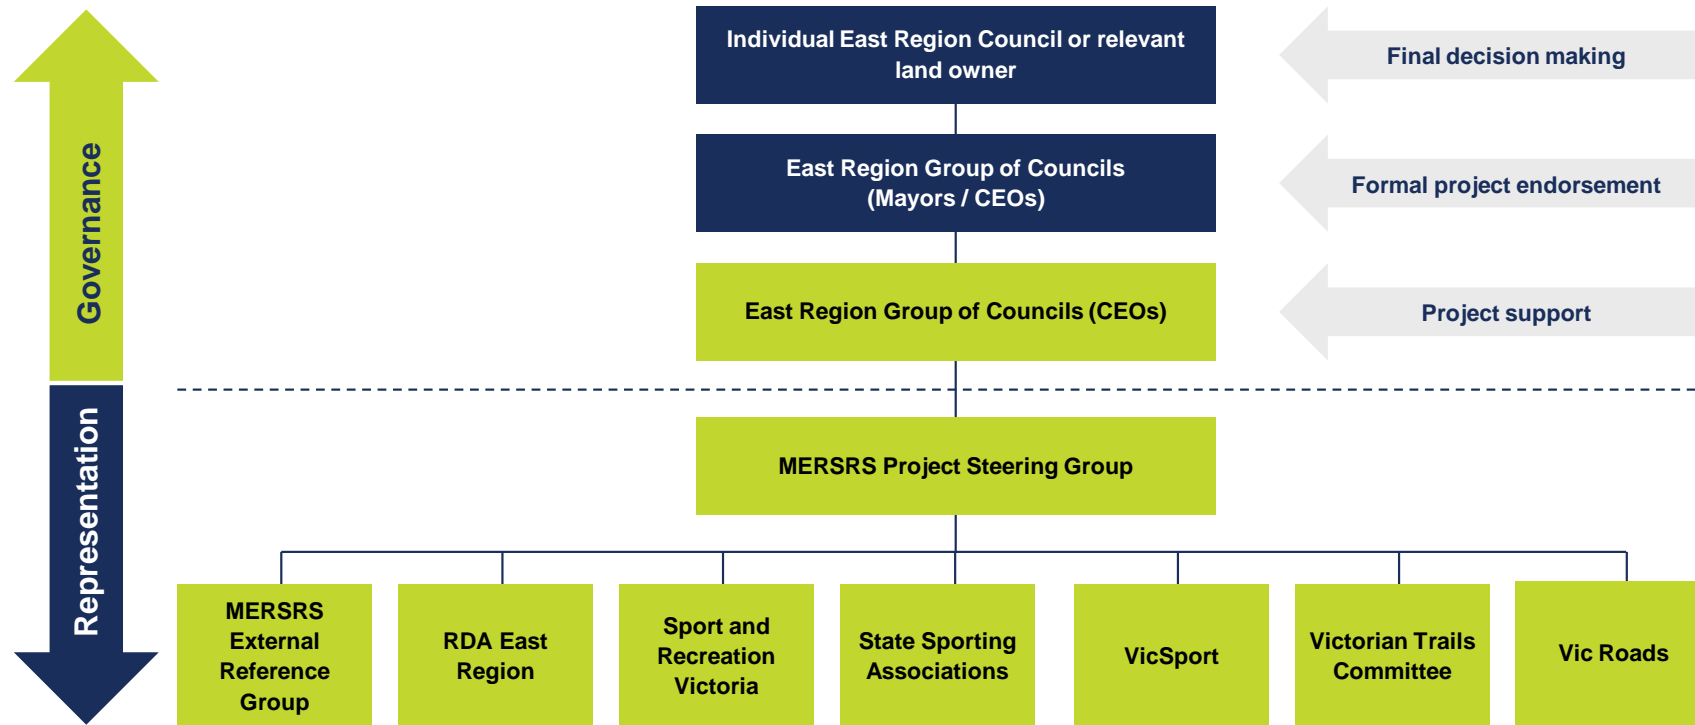 Individual East Region Council or relevant
land owner
Final decision making
Governance
East Region Group of Councils
(Mayors / CEOs)
Formal project endorsement
East Region Group of Councils (CEOs)
Project support
Representation
MERSRS Project Steering Group
MERSRS
External
Reference
Group
RDA East
Region
Sport and
Recreation
Victoria
State Sporting
Associations
VicSport
Victorian Trails
Committee
Vic Roads